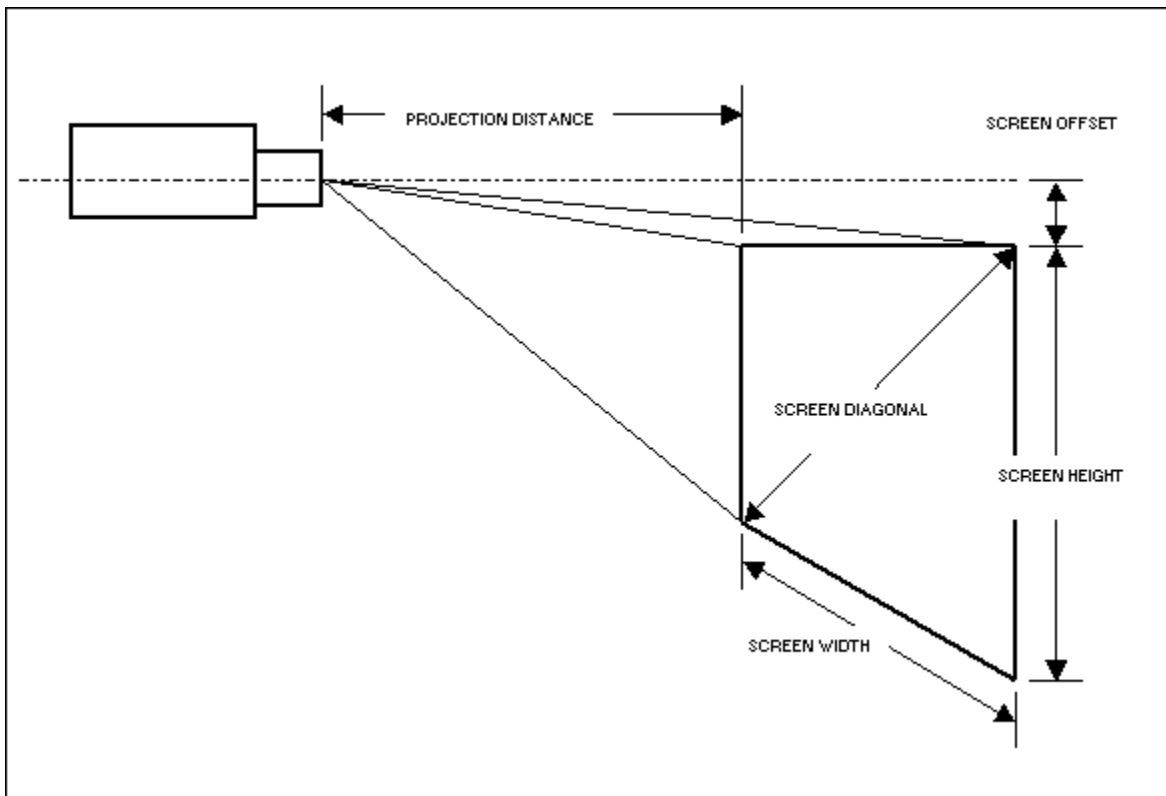 PROJECTION DISTANCE
SCREEN OFFSET
SCREEN DIAGONAL
SCREEN HEIGHT
SCREEN WIDTH